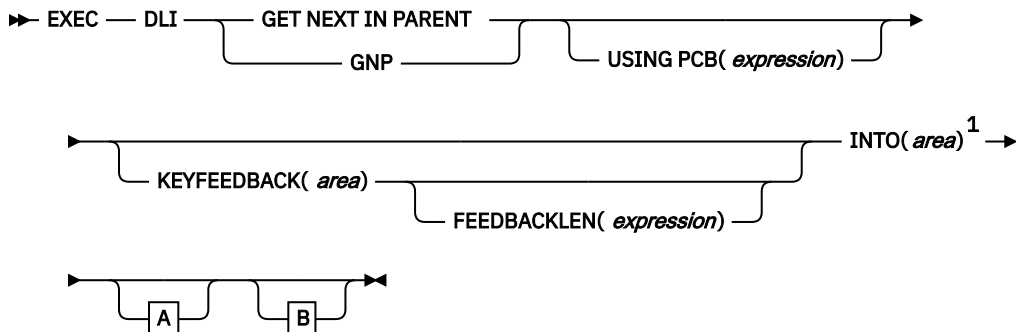 EXEC DLI GET NEXT IN PARENT
GNP
USING PCB( expression)
KEYFEEDBACK( area)
FEEDBACKLEN( expression)
INTO( area) 1
A B